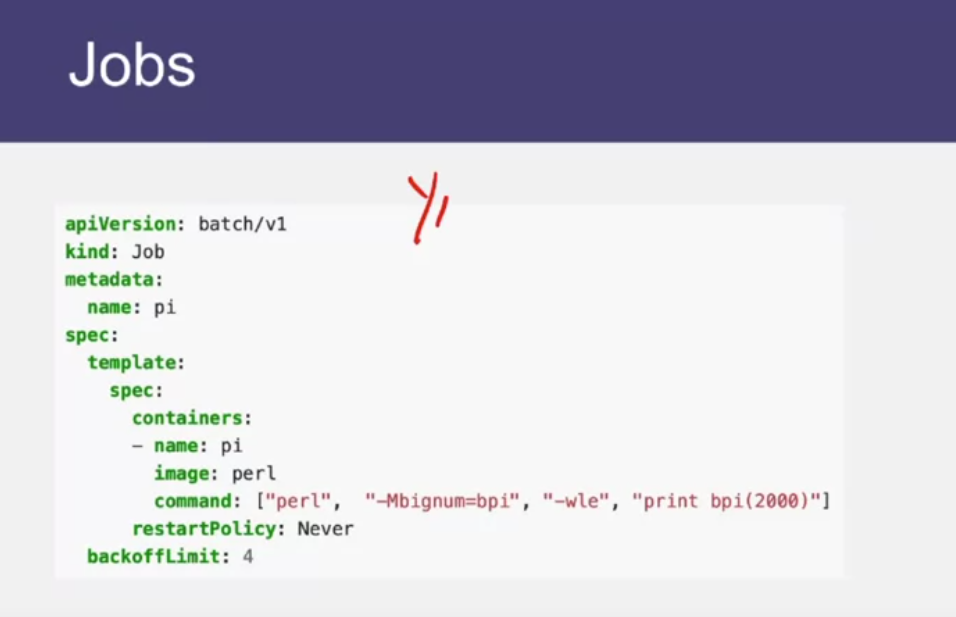 Jobs
apiVersion: batch/v1
kind: Job
metadata:
  name: pi
spec:
  template:
    spec:
      containers:
      - name: pi
        image: perl
        command: ["perl",  "-Mbignum=bpi", "-wle", "print bpi(2000)"]
      restartPolicy: Never
  backoffLimit: 4